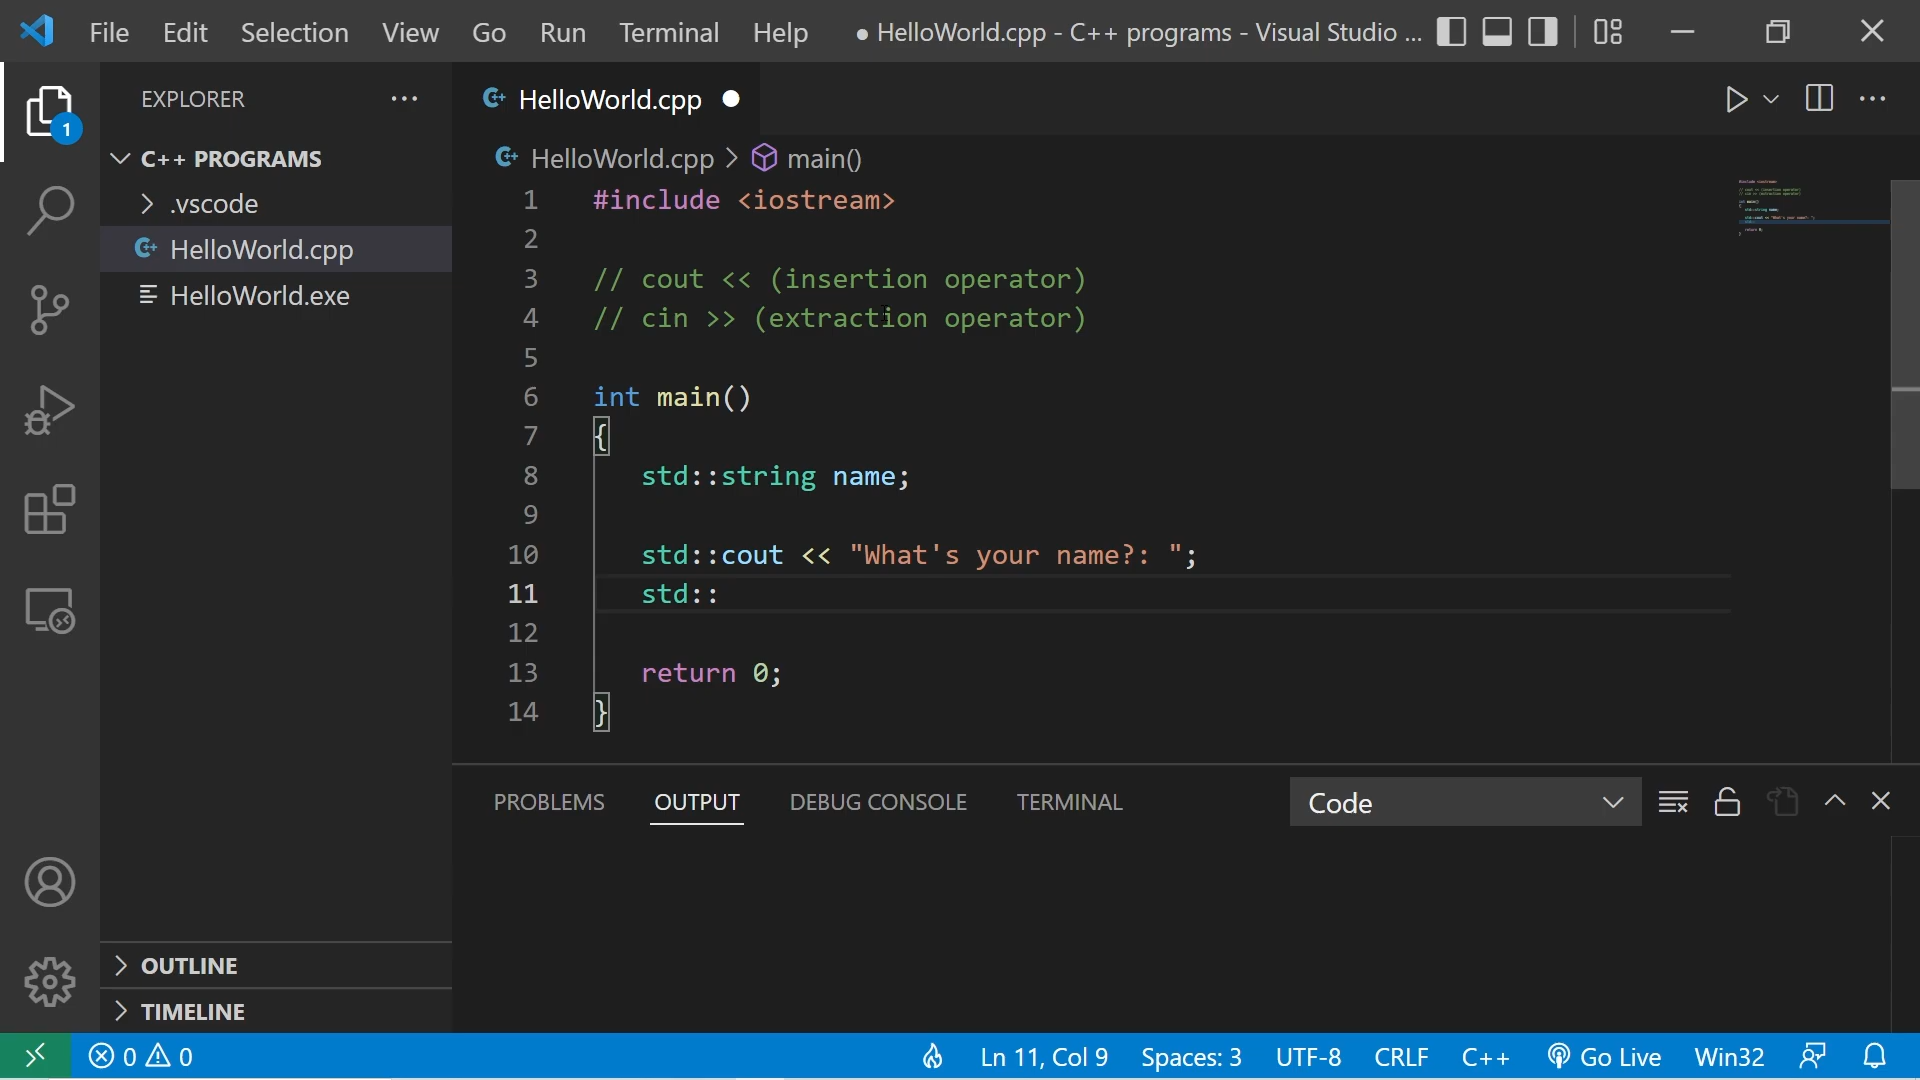 File Edit Selection View Go Run Terminal Help ● HelloWorld.cpp - C++ programs - Visual Studio ...
EXPLORER
HelloWorld.cpp
1
C++ PROGRAMS
.vscode
HelloWorld.cpp
HelloWorld.exe
HelloWorld.cpp > main()
1 #include <iostream>
2
3 // cout << (insertion operator)
4 // cin >> (extraction operator)
5
6 int main()
7 {
8 std::string name;
9
10 std::cout << "What's your name?: ";
11 std::
12
13 return 0;
14 }
PROBLEMS OUTPUT DEBUG CONSOLE TERMINAL Code
OUTLINE
TIMELINE
0 0 Ln 11, Col 9 Spaces: 3 UTF-8 CRLF C++ Go Live Win32